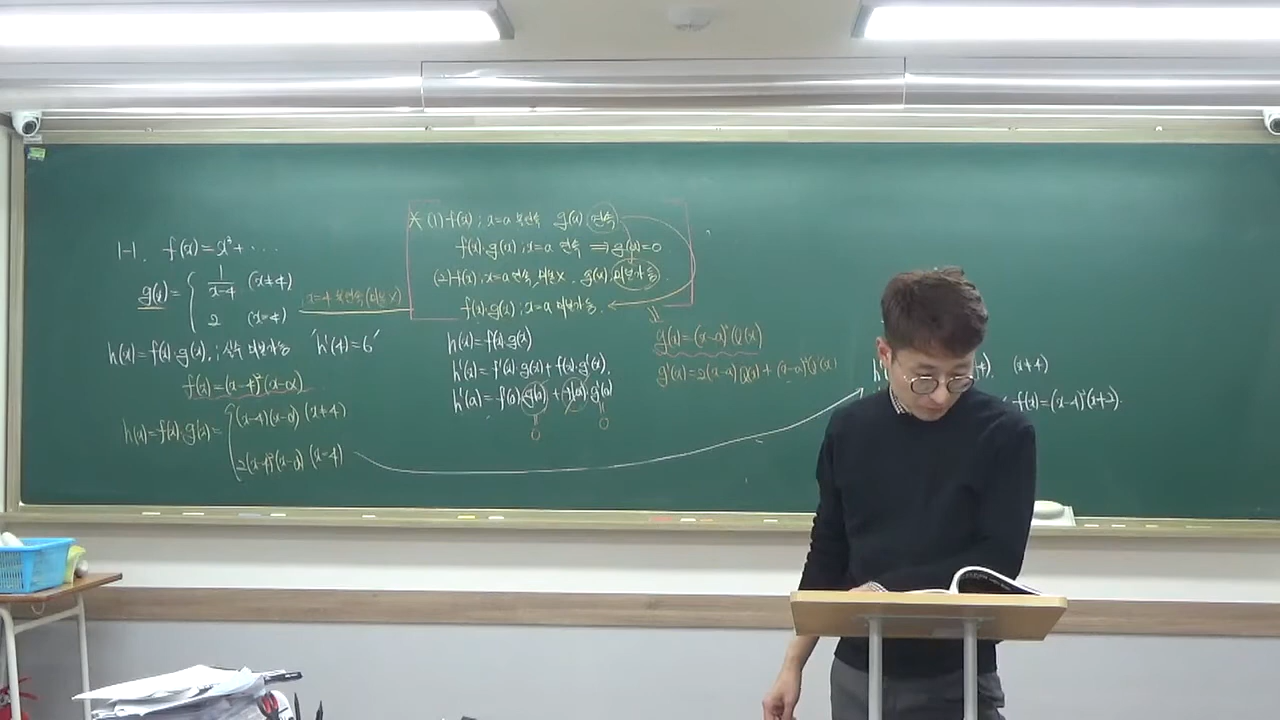 1-1. f(x)=x³+ ···
g(x)= { 1/(x-4) (x≠4)
2 (x=4)
x=4 불연속(미분X)
h(x)=f(x)·g(x). ; 실수 미분가능
'h'(4)=6'
f(x)=(x-4)²(x-a)
h(x)=f(x)·g(x)= { (x-4)(x-a) (x≠4)
2(x-4)²(x-a) (x=4)
※ (1) f(x) ; x=a 불연속 g(x) 연속
f(x)·g(x) ; x=a 연속 ⇒ g(a)=0
(2) f(x) ; x=a 연속, 미분X. g(x) 미분가능
f(x)·g(x) ; x=a 미분가능.
h(x)=f(x)·g(x)
h'(x)=f'(x)·g(x)+f(x)·g'(x).
h'(a)= g(a) + g'(a)
0 0
g(x)=(x-a)²Q(x)
g'(x)=2(x-a)Q(x)+(x-a)²Q'(x)
(x≠4)
f(x)=(x-4)²(x+2).